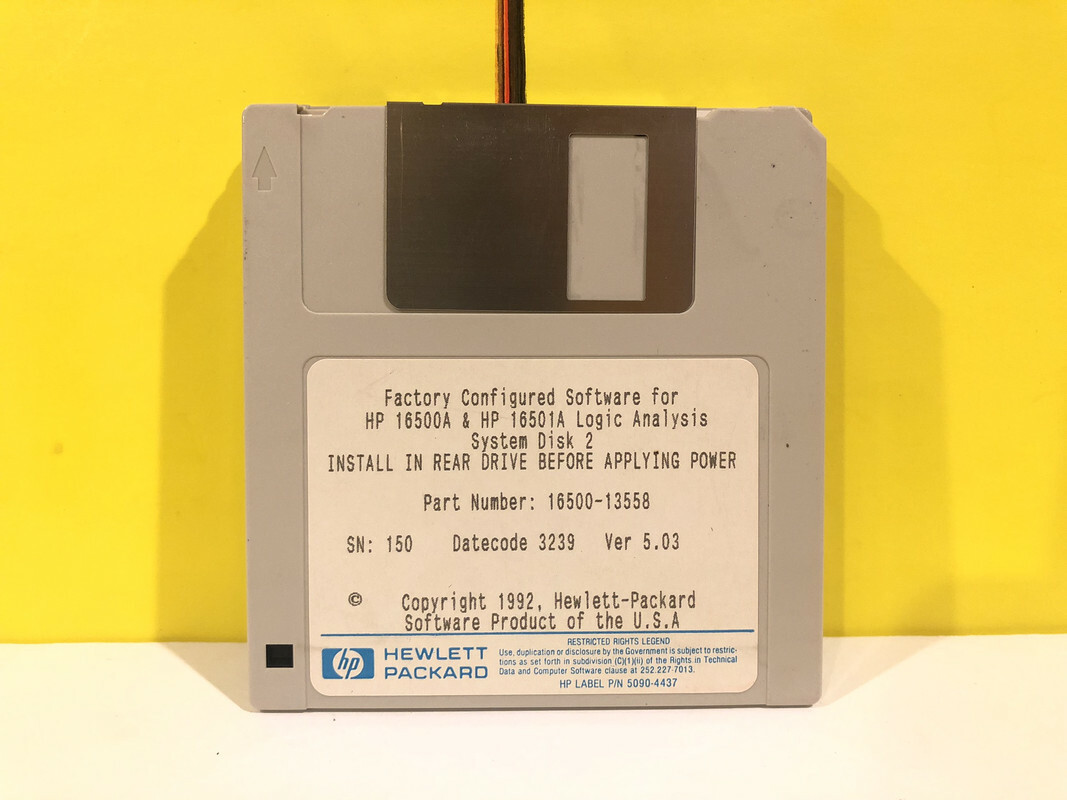 Factory Configured Software for
HP 16500A & HP 16501A Logic Analysis
System Disk 2
INSTALL IN REAR DRIVE BEFORE APPLYING POWER
Part Number: 16500-13558
SN: 150 Datecode 3239 Ver 5.03
© Copyright 1992, Hewlett-Packard
Software Product of the U.S.A
hp HEWLETT
PACKARD
RESTRICTED RIGHTS LEGEND
Use, duplication or disclosure by the Government is subject to restric-
tions as set forth in subdivision (C)(1)(ii) of the Rights in Technical
Data and Computer Software clause at 252.227-7013.
HP LABEL P/N 5090-4437